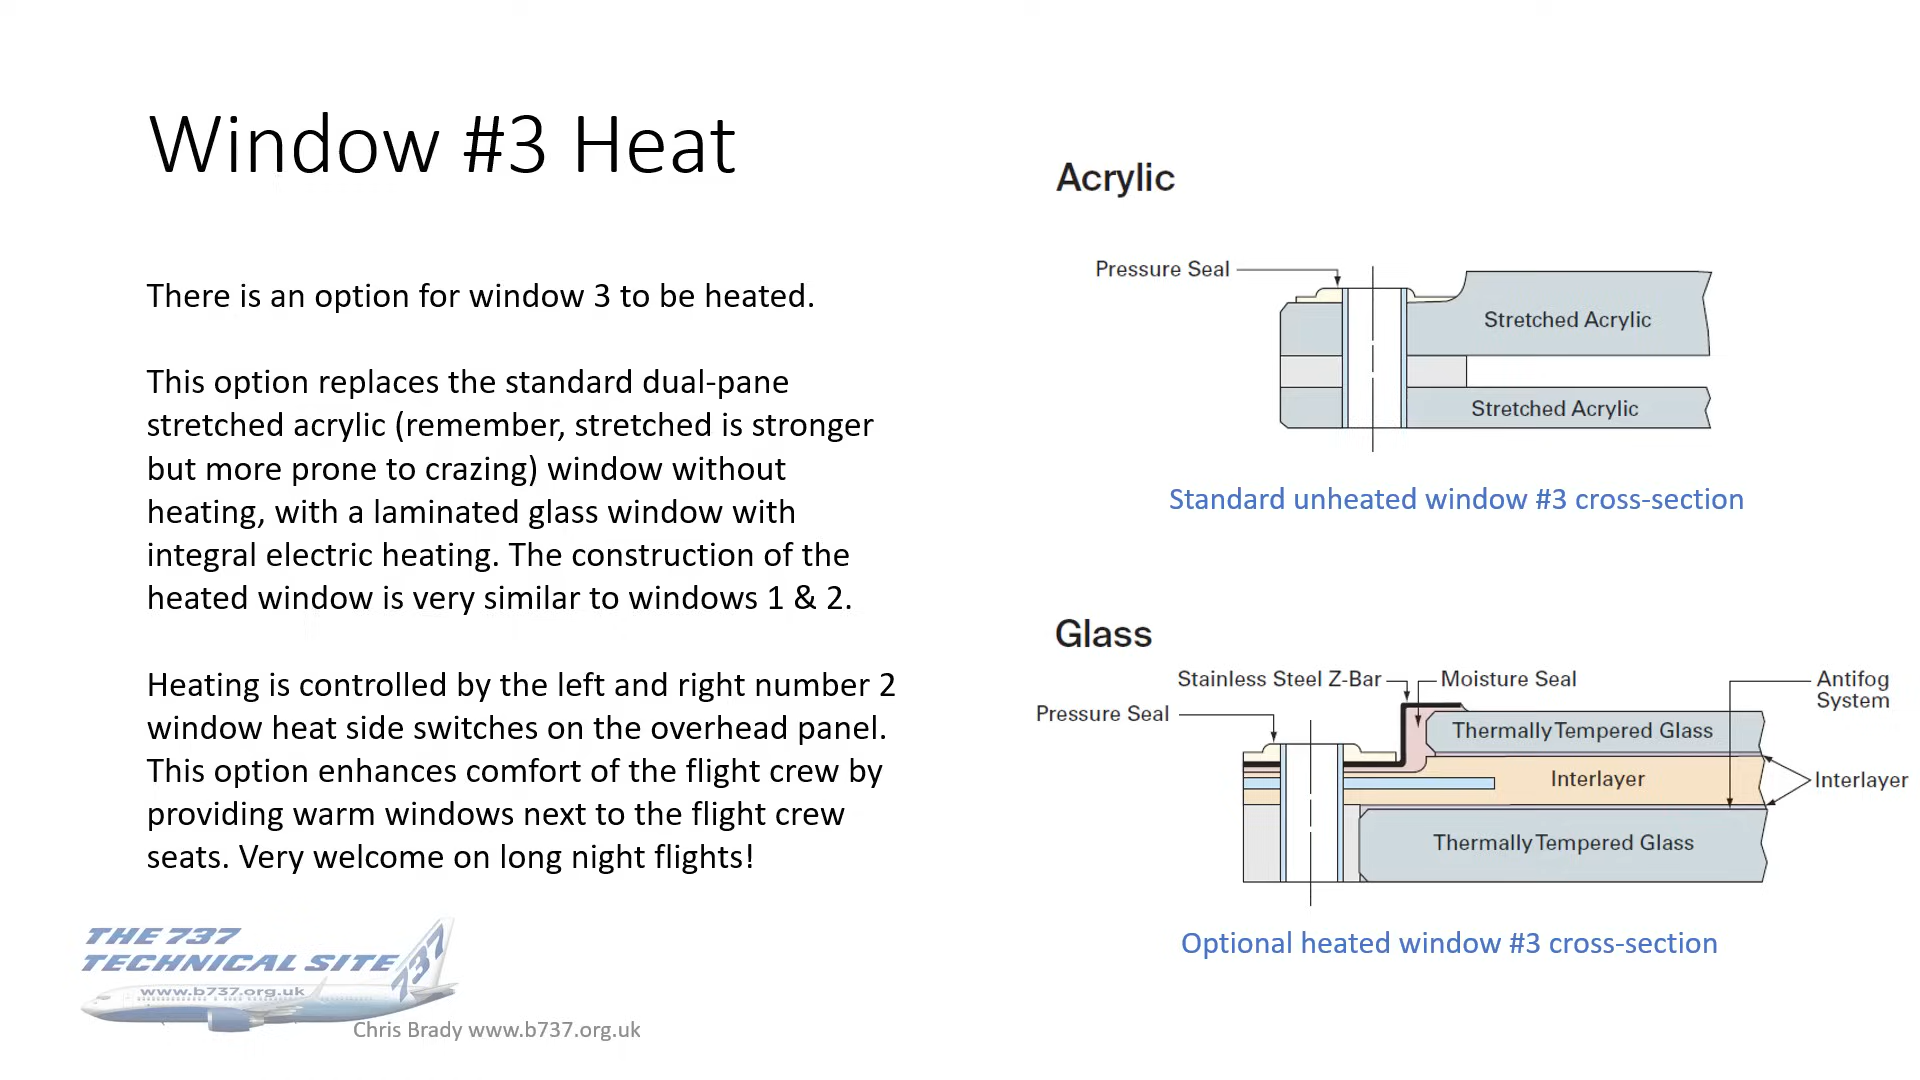 Window #3 Heat
There is an option for window 3 to be heated.
This option replaces the standard dual-pane
stretched acrylic (remember, stretched is stronger
but more prone to crazing) window without
heating, with a laminated glass window with
integral electric heating. The construction of the
heated window is very similar to windows 1 & 2.
Heating is controlled by the left and right number 2
window heat side switches on the overhead panel.
This option enhances comfort of the flight crew by
providing warm windows next to the flight crew
seats. Very welcome on long night flights!
Acrylic
Pressure Seal
Stretched Acrylic
Stretched Acrylic
Standard unheated window #3 cross-section
Glass
Stainless Steel Z-Bar
Moisture Seal
Antifog
System
Pressure Seal
Thermally Tempered Glass
Interlayer
Interlayer
Thermally Tempered Glass
Optional heated window #3 cross-section
THE 737
TECHNICAL SITE
737
www.b737.org.uk
Chris Brady www.b737.org.uk